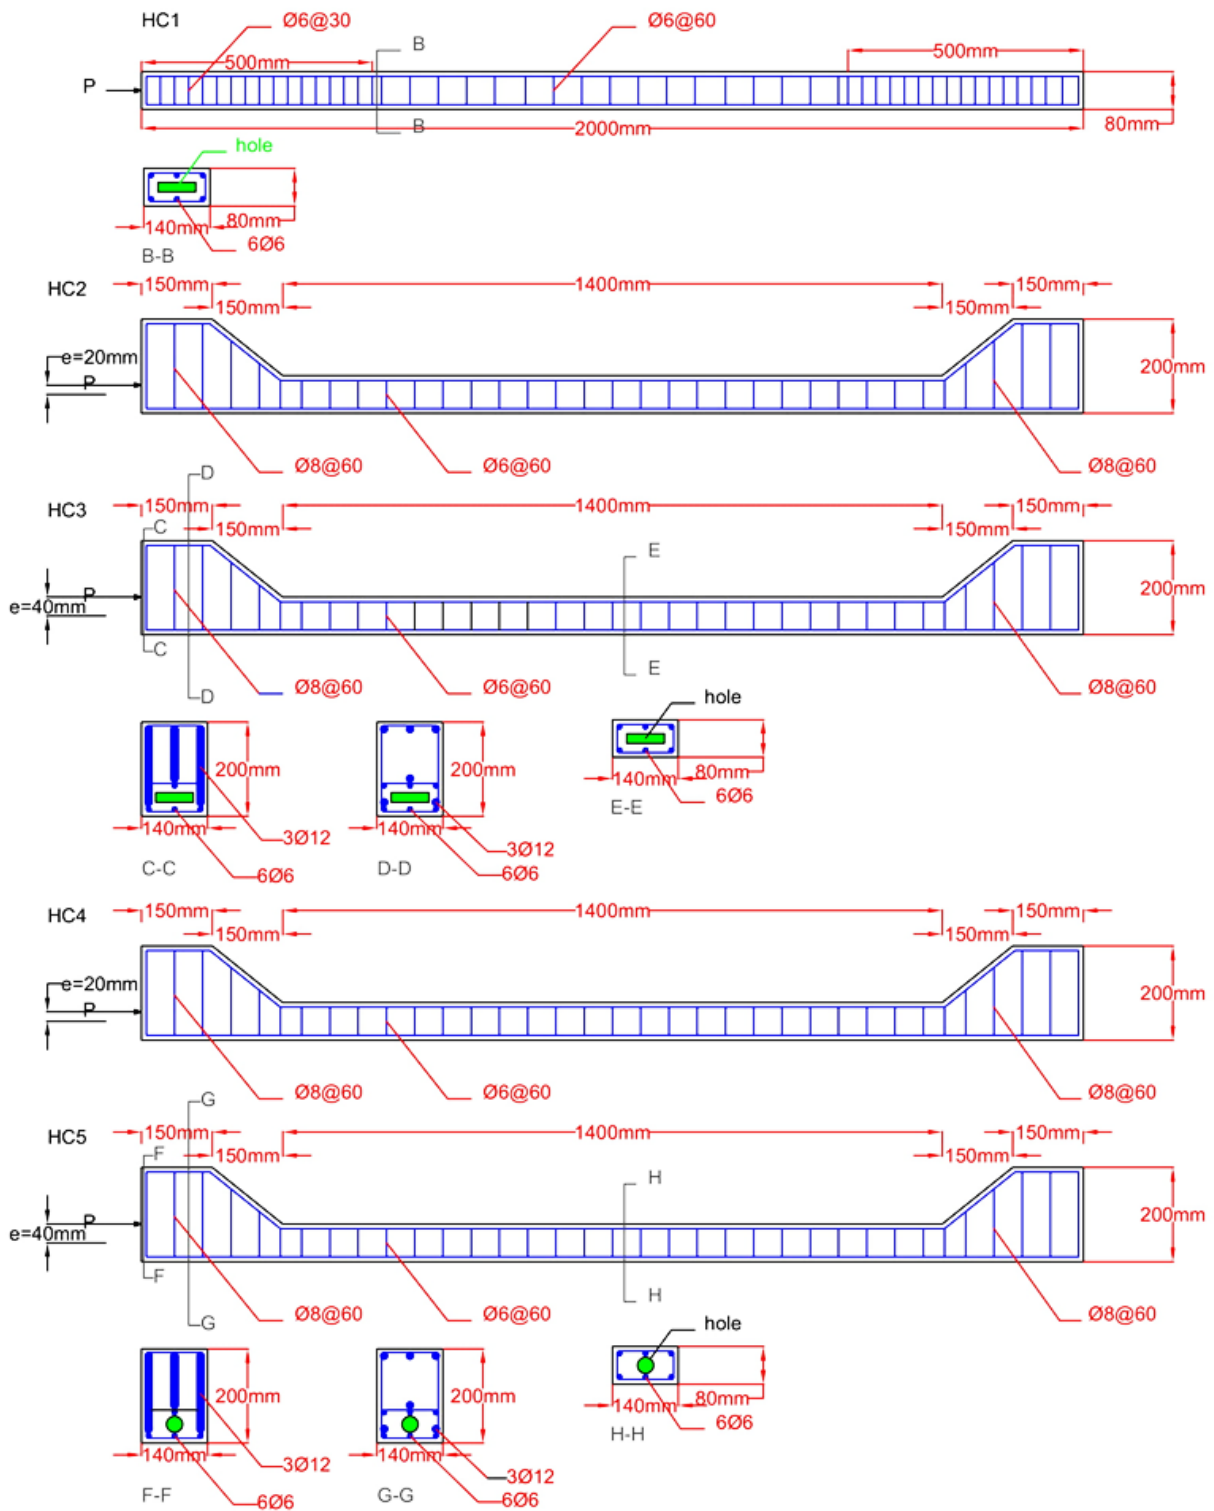 HC1
Ø6@30
Ø6@60
B
500mm
500mm
P
B
2000mm
80mm
hole
140mm
80mm
6Ø6
B-B
HC2
150mm
1400mm
150mm
150mm
150mm
e=20mm
P
200mm
Ø8@60
Ø6@60
Ø8@60
D
HC3
150mm
1400mm
150mm
C
150mm
150mm
E
P
e=40mm
200mm
C
E
Ø8@60
D
Ø6@60
Ø8@60
hole
200mm
200mm
140mm
80mm
6Ø6
E-E
140mm
140mm
3Ø12
3Ø12
C-C
6Ø6
D-D
6Ø6
HC4
150mm
1400mm
150mm
150mm
150mm
e=20mm
P
200mm
Ø8@60
Ø6@60
Ø8@60
G
HC5
150mm
1400mm
150mm
F
150mm
150mm
H
P
e=40mm
200mm
F
H
Ø8@60
G
Ø6@60
Ø8@60
hole
200mm
200mm
140mm
80mm
6Ø6
H-H
140mm
140mm
3Ø12
3Ø12
F-F
6Ø6
G-G
6Ø6